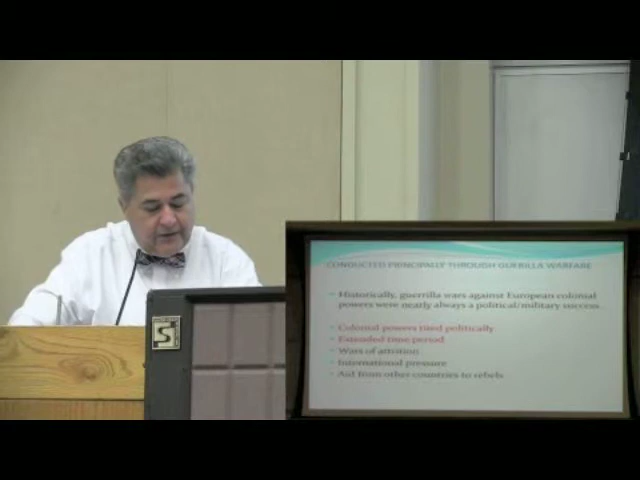 CONDUCTED PRINCIPALLY THROUGH GUERILLA WARFARE
Historically, guerrilla wars against European colonial
powers were nearly always a political/military success.
Colonial powers tired politically
Extended time period
Wars of attrition
International pressure
Aid from other countries to rebels